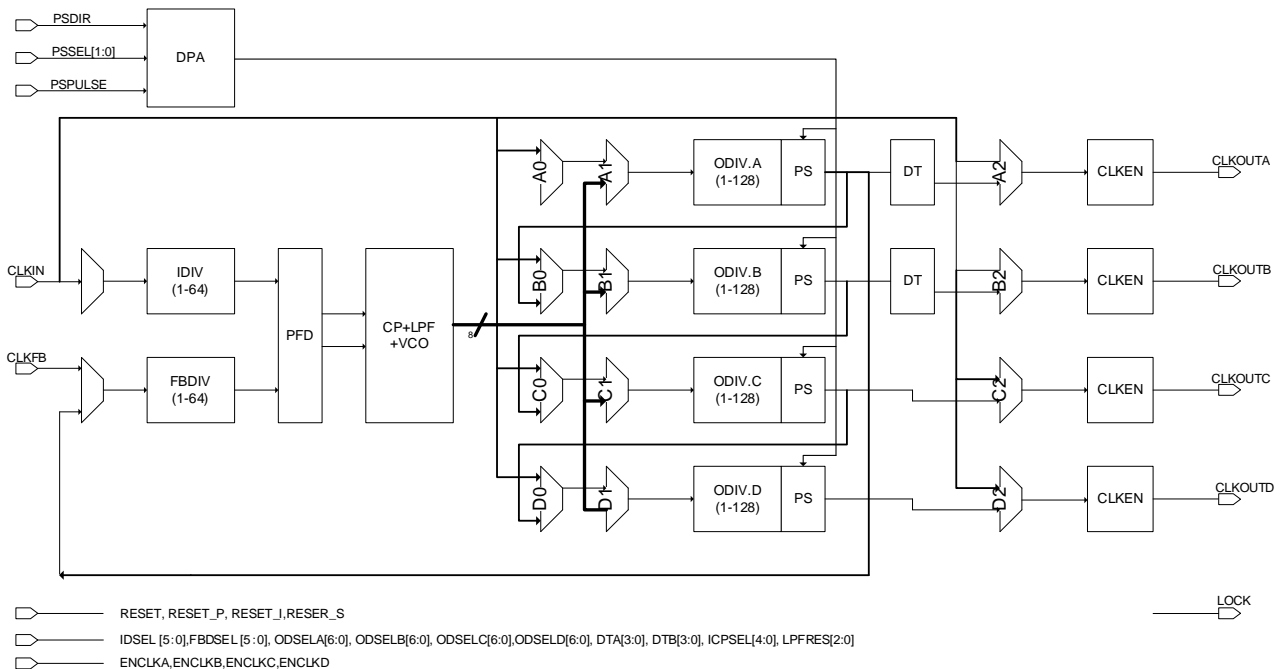 PSDIR
PSSEL[1:0]
PSPULSE
DPA
A0
A1
ODIV.A
(1-128)
PS
DT
A2
CLKEN
CLKOUTA
CLKIN
IDIV
(1-64)
B0
B1
ODIV.B
(1-128)
PS
DT
B2
CLKEN
CLKOUTB
PFD
CP+LPF
+VCO
8
CLKFB
FBDIV
(1-64)
C0
C1
ODIV.C
(1-128)
PS
C2
CLKEN
CLKOUTC
D0
D1
ODIV.D
(1-128)
PS
D2
CLKEN
CLKOUTD
LOCK
RESET, RESET_P, RESET_I,RESER_S
IDSEL [5:0],FBDSEL [5:0], ODSELA[6:0], ODSELB[6:0], ODSELC[6:0],ODSELD[6:0], DTA[3:0], DTB[3:0], ICPSEL[4:0], LPFRES[2:0]
ENCLKA,ENCLKB,ENCLKC,ENCLKD